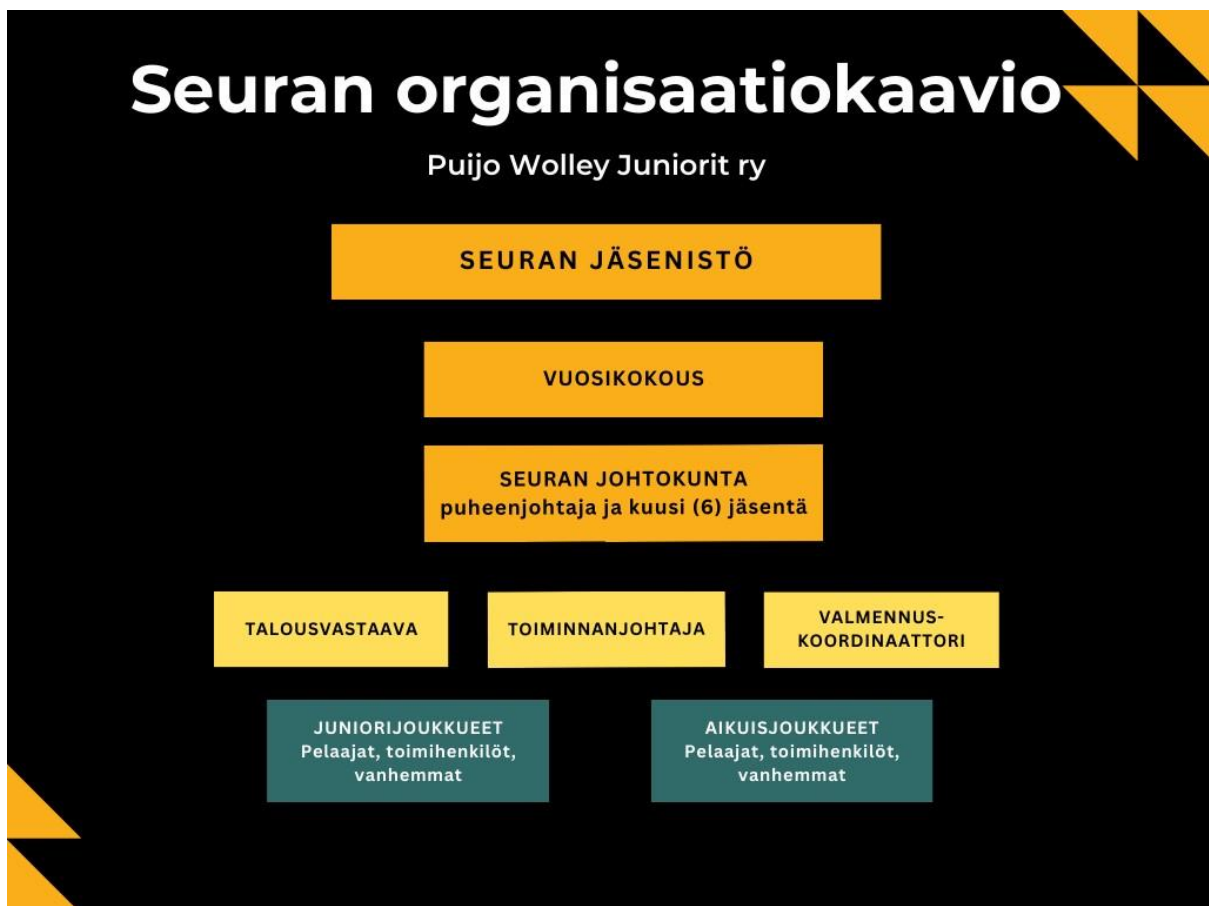 Seuran organisaatiokaavio
Puijo Wolley Juniorit ry
SEURAN JÄSENISTÖ
VUOSIKOKOUS
SEURAN JOHTOKUNTA
puheenjohtaja ja kuusi (6) jäsentä
TALOUSVASTAAVA
TOIMINNANJOHTAJA
VALMENNUS-
KOORDINAATTORI
JUNIORIJOUKKUEET
Pelaajat, toimihenkilöt,
vanhemmat
AIKUISJOUKKUEET
Pelaajat, toimihenkilöt,
vanhemmat